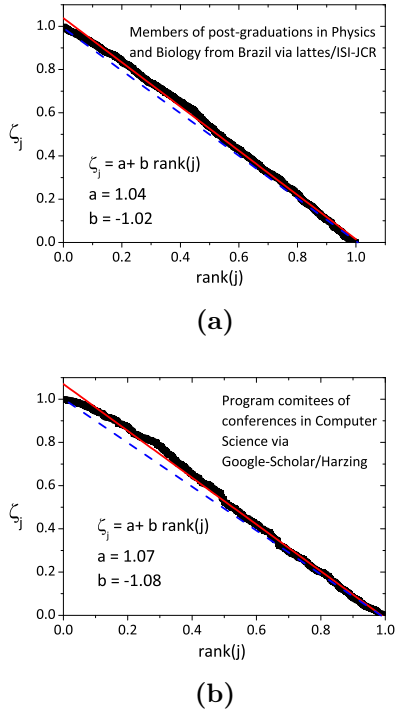 1.0
0.8
0.6
0.4
0.2
0.0
ζj
Members of post-graduations in Physics
and Biology from Brazil via lattes/ISI-JCR
ζj = a+ b rank(j)
a = 1.04
b = -1.02
0.0 0.2 0.4 0.6 0.8 1.0
rank(j)
(a)
1.0
0.8
0.6
0.4
0.2
0.0
ζj
Program comitees of
conferences in Computer
Science via
Google-Scholar/Harzing
ζj = a+ b rank(j)
a = 1.07
b = -1.08
0.0 0.2 0.4 0.6 0.8 1.0
rank(j)
(b)